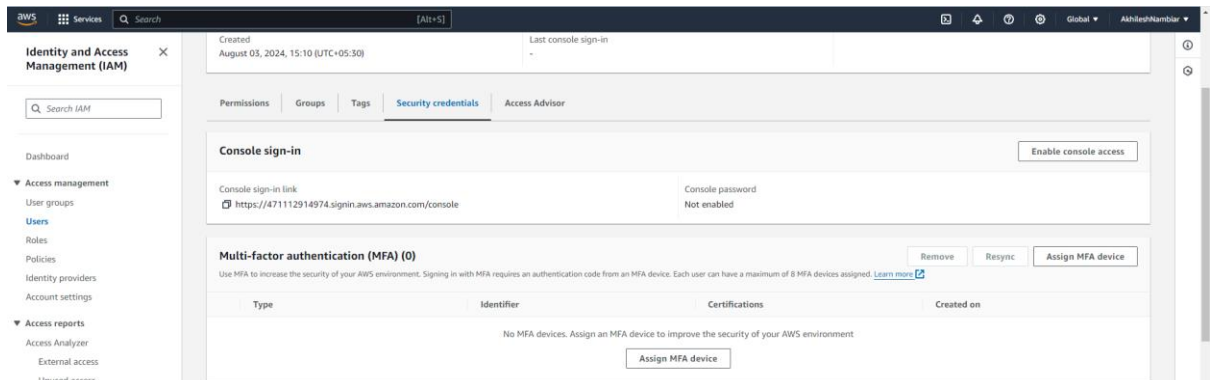 aws Services Search [Alt+S] Global AkhileshNambiar
Identity and Access Management (IAM)
Search IAM
Dashboard
Access management
User groups
Users
Roles
Policies
Identity providers
Account settings
Access reports
Access Analyzer
External access
Unused access
Created
August 03, 2024, 15:10 (UTC+05:30)
Last console sign-in
-
Permissions Groups Tags Security credentials Access Advisor
Console sign-in
Enable console access
Console sign-in link
https://471112914974.signin.aws.amazon.com/console
Console password
Not enabled
Multi-factor authentication (MFA) (0)
Remove Resync Assign MFA device
Use MFA to increase the security of your AWS environment. Signing in with MFA requires an authentication code from an MFA device. Each user can have a maximum of 8 MFA devices assigned. Learn more
Type Identifier Certifications Created on
No MFA devices. Assign an MFA device to improve the security of your AWS environment
Assign MFA device